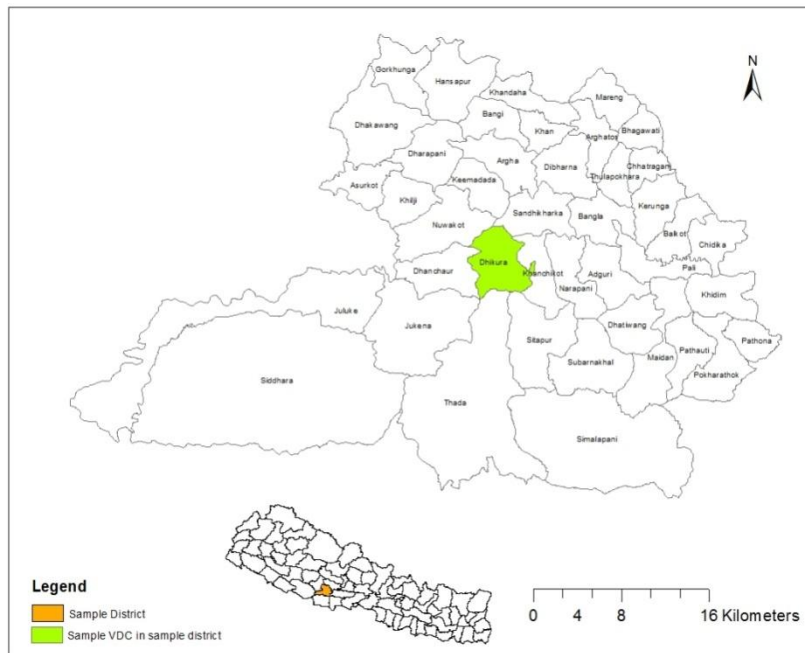 N
Gorkhunga
Hansapur
Khandaha
Mareng
Dhakawang
Bangi
Khan
Arghatos
Bhagawati
Dharapani
Argha
Dibharna
Chhatraganj
Thulapokhara
Asurkot
Khilji
Keemadada
Kerunga
Nuwakot
Sandhikharka
Bangla
Balkot
Chidika
Dhikura
Dhanchaur
Khanchikot
Adguri
Pali
Narapani
Khidim
Juluke
Jukena
Dhatiwang
Sitapur
Pathona
Subarnakhal
Maidan
Pathauti
Pokharathok
Siddhara
Thada
Simalapani
Legend
Sample District
Sample VDC in sample district
0 4 8 16 Kilometers